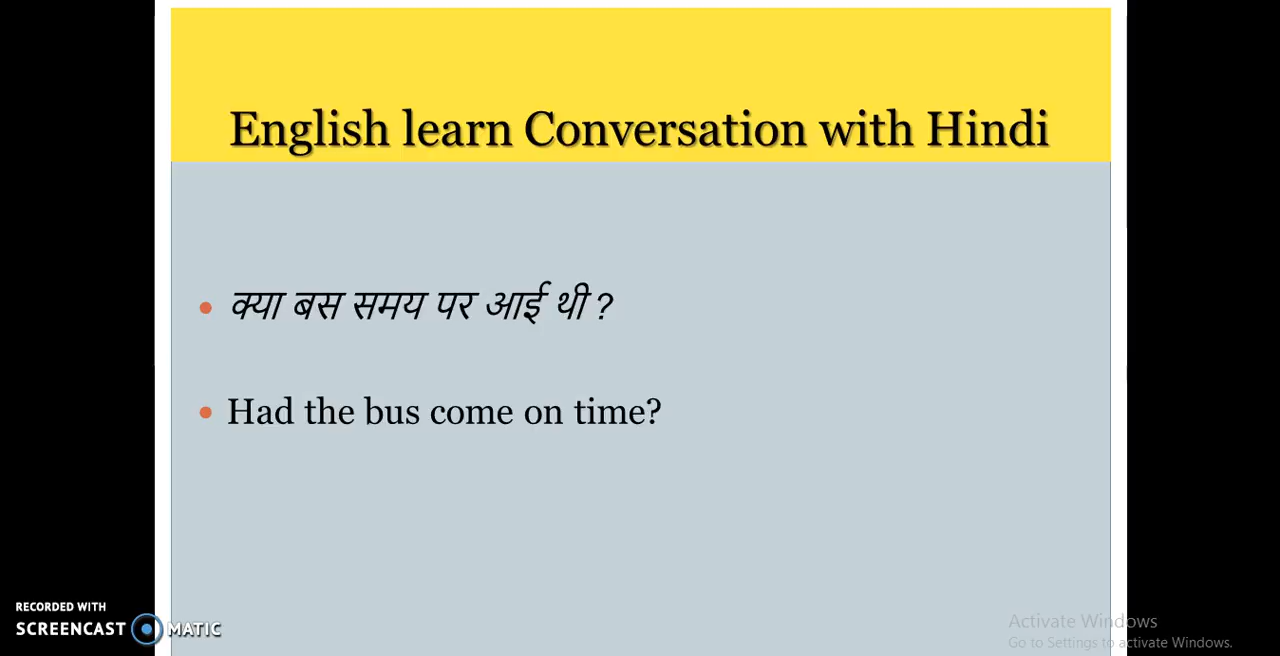 English learn Conversation with Hindi
क्या बस समय पर आई थी ?
Had the bus come on time?
RECORDED WITH
SCREENCAST MATIC
Activate Windows
Go to Settings to activate Windows.